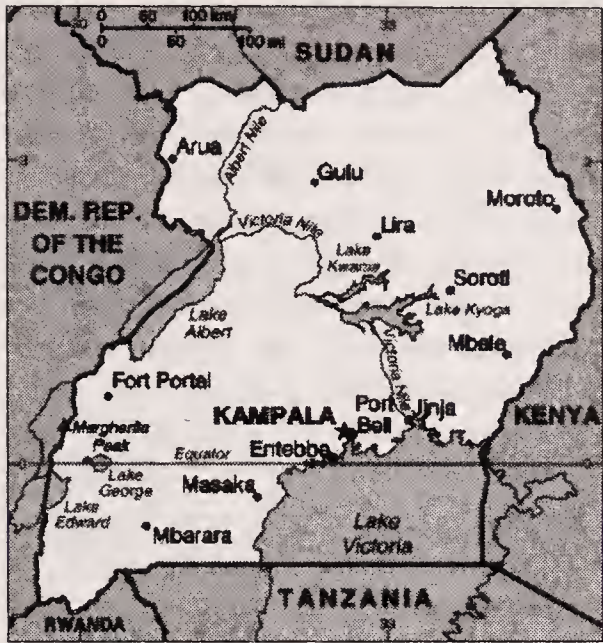 0 50 100 km
0 50 100 mi
SUDAN
Arua
Albert Nile
Gulu
Moroto
DEM. REP.
OF THE
CONGO
Victoria Nile
Lira
Lake
Kwania
Soroti
Lake Kyoga
Lake
Albert
Mbale
Victoria Nile
Fort Portal
Margherita
Peak
KAMPALA
Port
Bell
Jinja
KENYA
Equator
Entebbe
Lake
George
Masaka
Lake
Edward
Mbarara
Lake
Victoria
TANZANIA
RWANDA